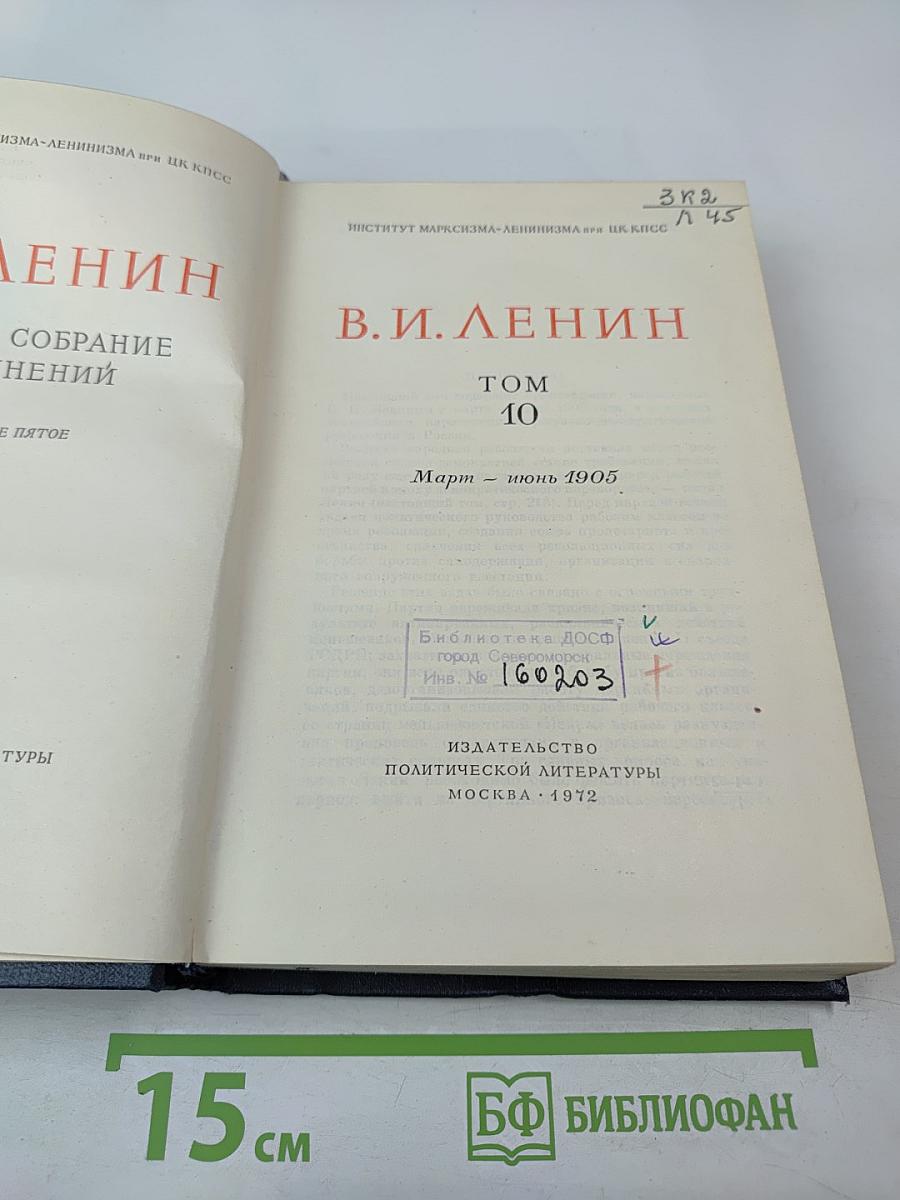 ИЗМА-ЛЕНИНИЗМА при ЦК КПСС
ЛЕНИН
СОБРАНИЕ
НЕНИЙ
Е ПЯТОЕ
ТУРЫ
3К2
Л 45
ИНСТИТУТ МАРКСИЗМА-ЛЕНИНИЗМА при ЦК КПСС
В. И. ЛЕНИН
ТОМ
10
Март ~ июнь 1905
Библиотека ДОСФ
город Североморск
Инв. № 160203
ИЗДАТЕЛЬСТВО
ПОЛИТИЧЕСКОЙ ЛИТЕРАТУРЫ
МОСКВА · 1972
15 см
БФ БИБЛИОФАН